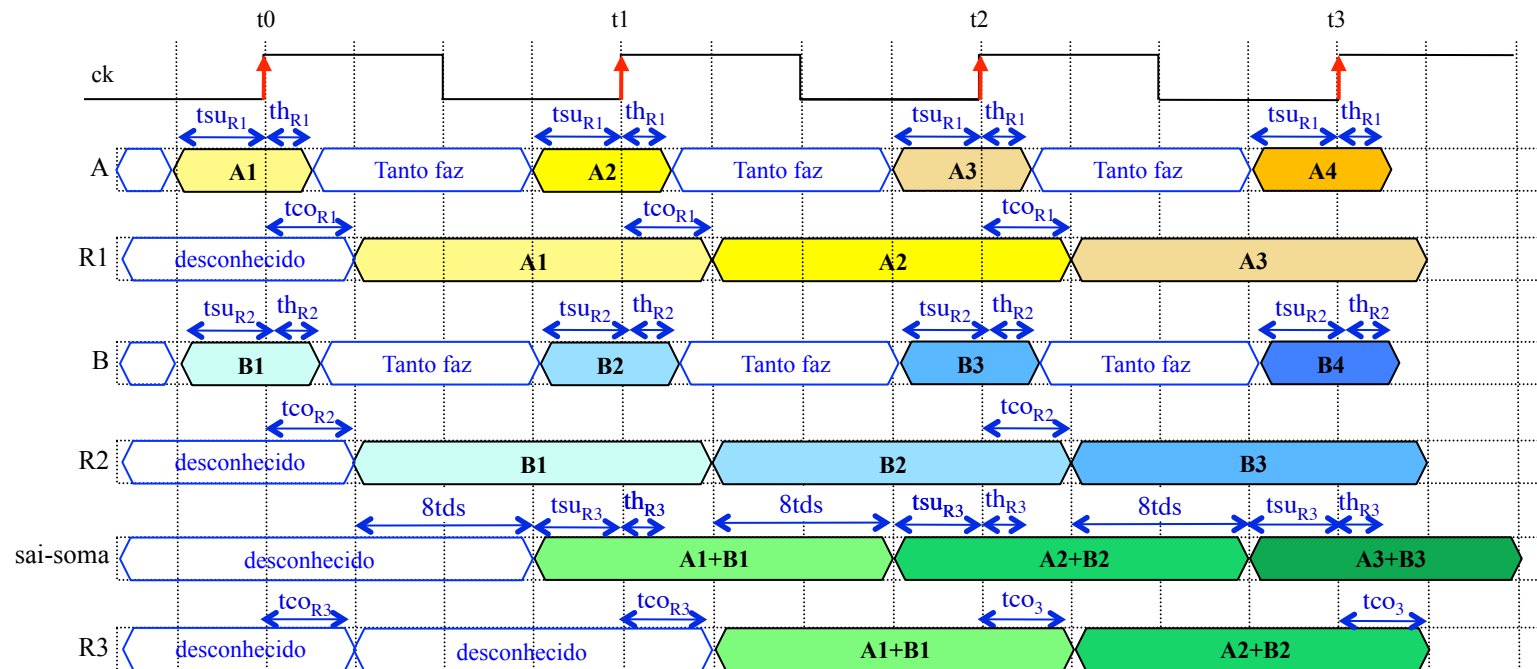 t0 t1 t2 t3
ck
tsuR1 thR1 tsuR1 thR1 tsuR1 thR1 tsuR1 thR1
A A1 Tanto faz A2 Tanto faz A3 Tanto faz A4
tcoR1 tcoR1 tcoR1
R1 desconhecido A1 A2 A3
tsuR2 thR2 tsuR2 thR2 tsuR2 thR2 tsuR2 thR2
B B1 Tanto faz B2 Tanto faz B3 Tanto faz B4
tcoR2 tcoR2
R2 desconhecido B1 B2 B3
8tds tsuR3 thR3 8tds tsuR3 thR3 8tds tsuR3 thR3
sai-soma desconhecido A1+B1 A2+B2 A3+B3
tcoR3 tcoR3 tco3 tco3
R3 desconhecido desconhecido A1+B1 A2+B2